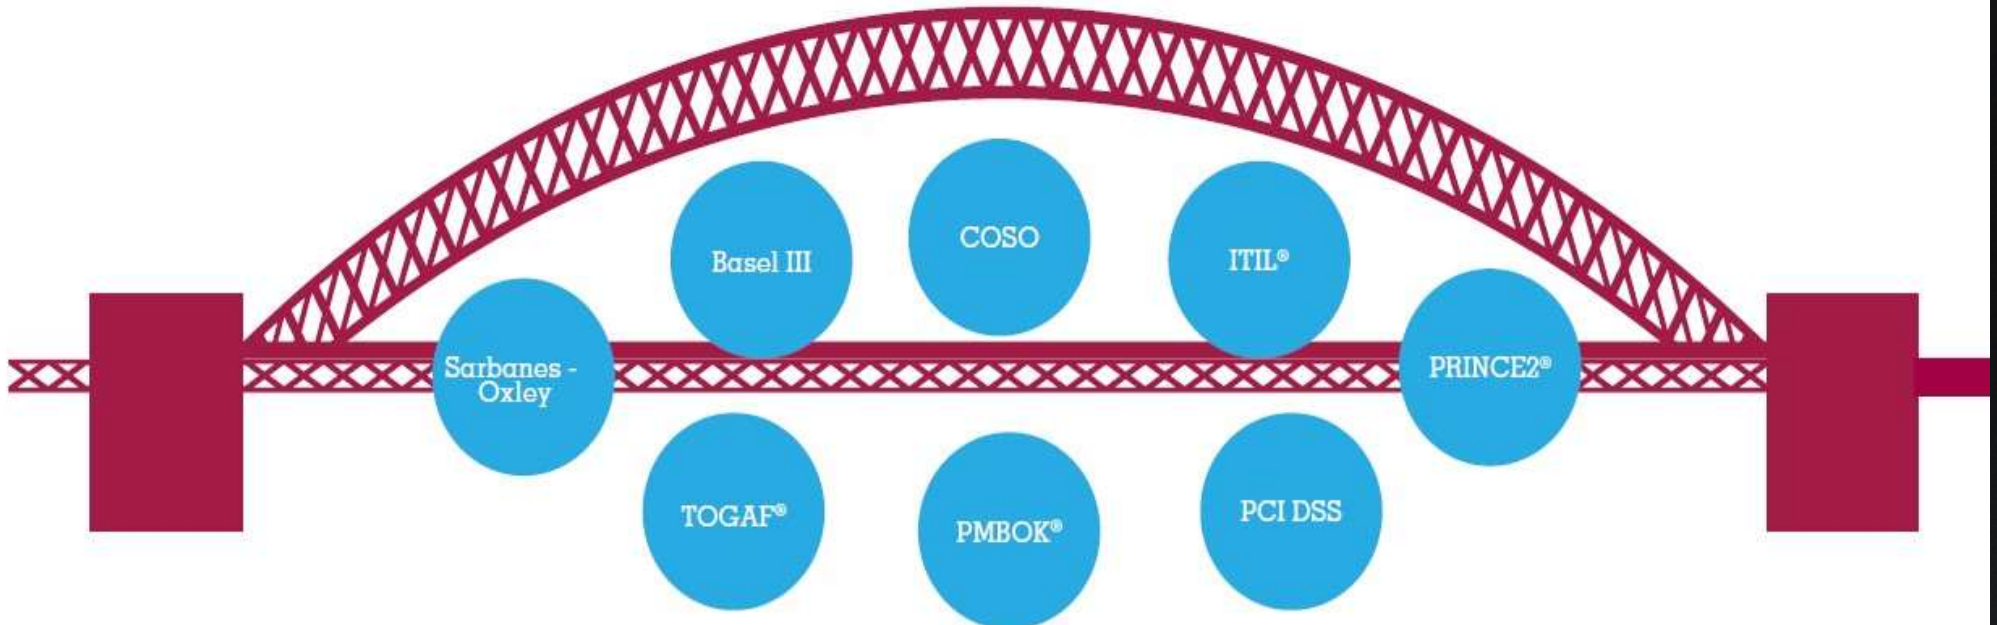 COSO
Basel III
ITIL®
Sarbanes -
Oxley
PRINCE2®
TOGAF®
PMBOK®
PCI DSS